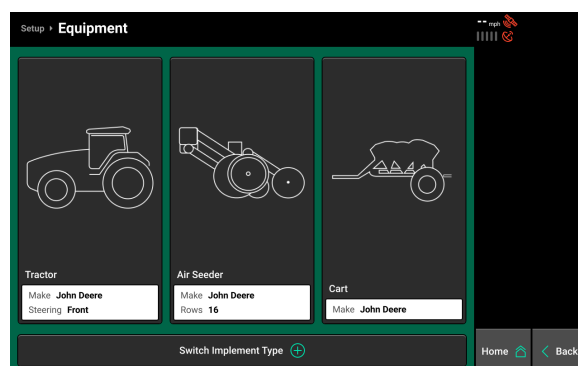 Setup › Equipment
-- mph
Tractor
Make John Deere
Steering Front
Air Seeder
Make John Deere
Rows 16
Cart
Make John Deere
Switch Implement Type
Home
Back